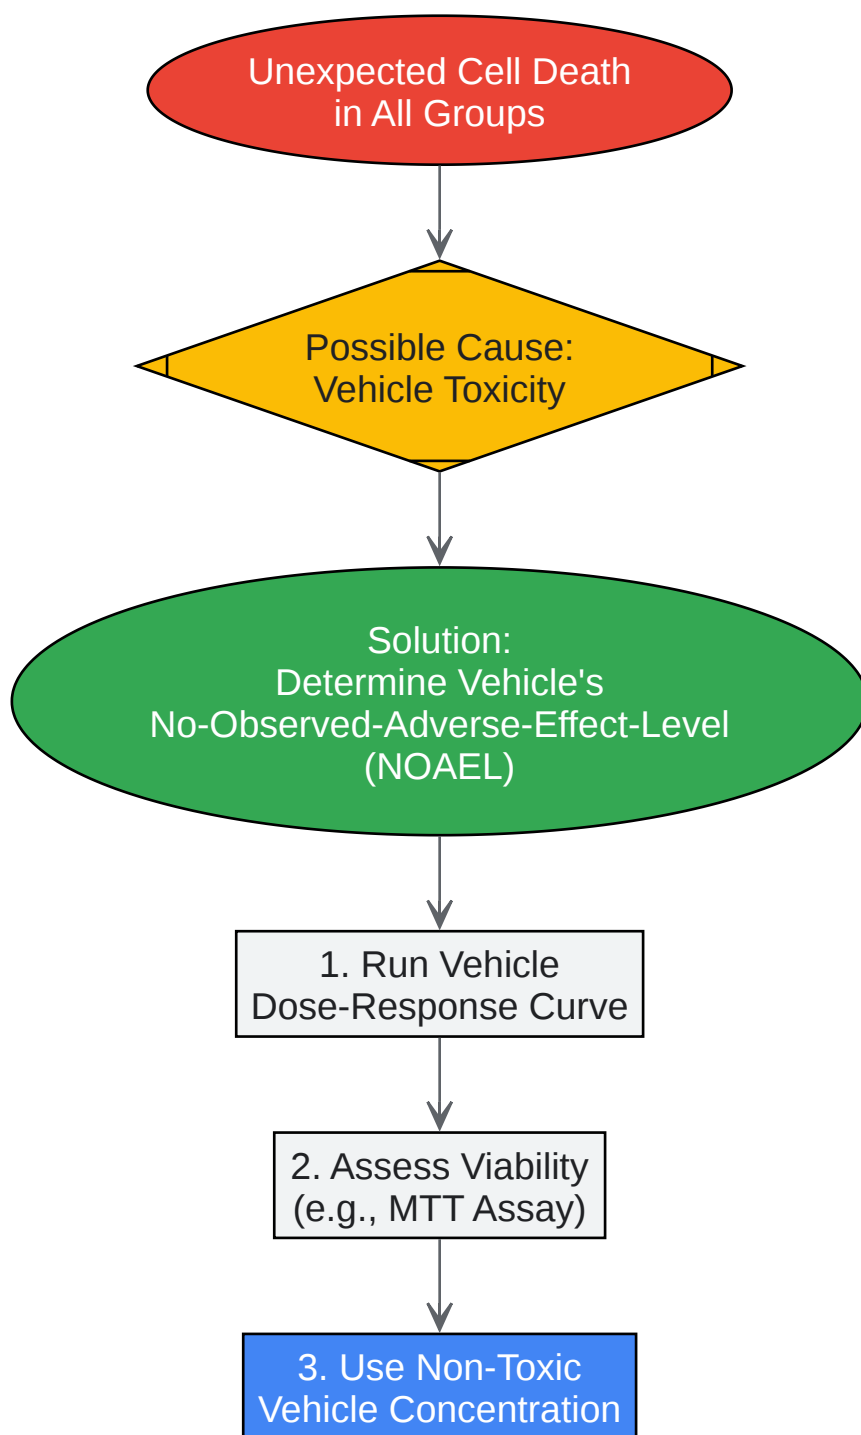 Unexpected Cell Death
in All Groups
Possible Cause:
Vehicle Toxicity
Solution:
Determine Vehicle's
No-Observed-Adverse-Effect-Level
(NOAEL)
1. Run Vehicle
Dose-Response Curve
2. Assess Viability
(e.g., MTT Assay)
3. Use Non-Toxic
Vehicle Concentration